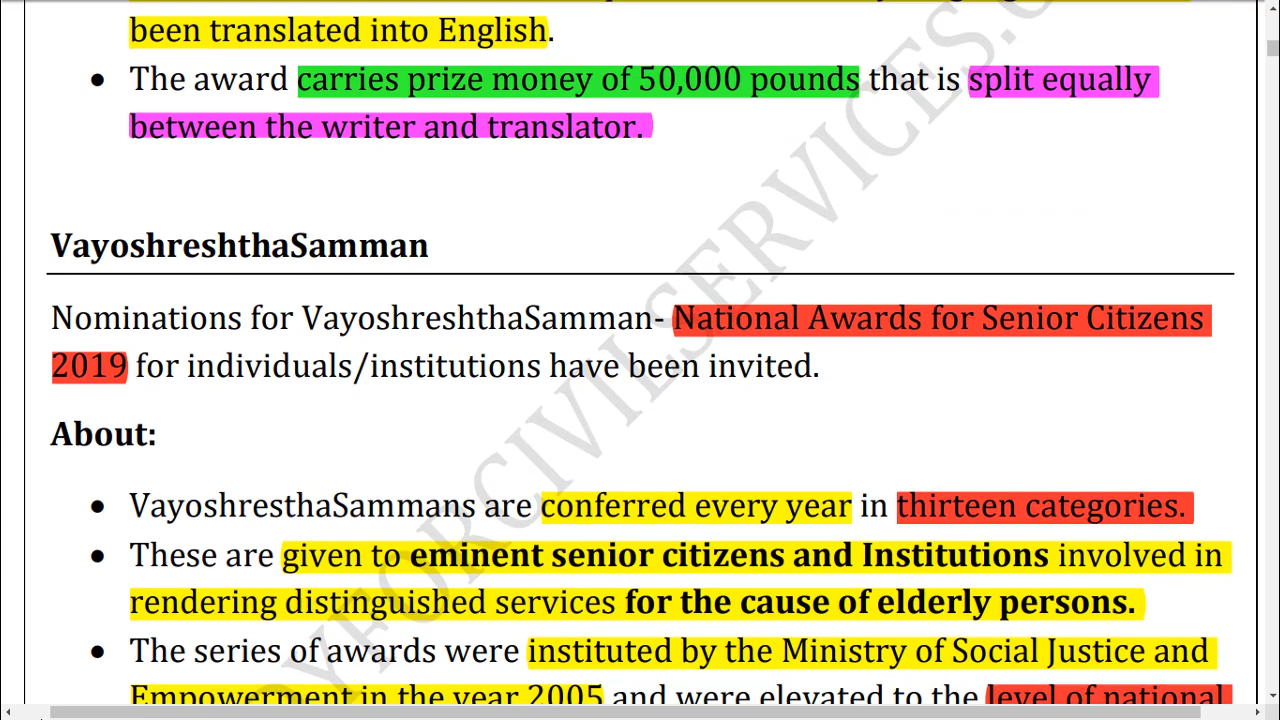 been translated into English.
• The award carries prize money of 50,000 pounds that is split equally
between the writer and translator.
VayoshreshthaSamman
Nominations for VayoshreshthaSamman- National Awards for Senior Citizens
2019 for individuals/institutions have been invited.
About:
• VayoshresthaSammans are conferred every year in thirteen categories.
• These are given to eminent senior citizens and Institutions involved in
rendering distinguished services for the cause of elderly persons.
• The series of awards were instituted by the Ministry of Social Justice and
Empowerment in the year 2005 and were elevated to the level of national
YFORCIVILSERVICES.C